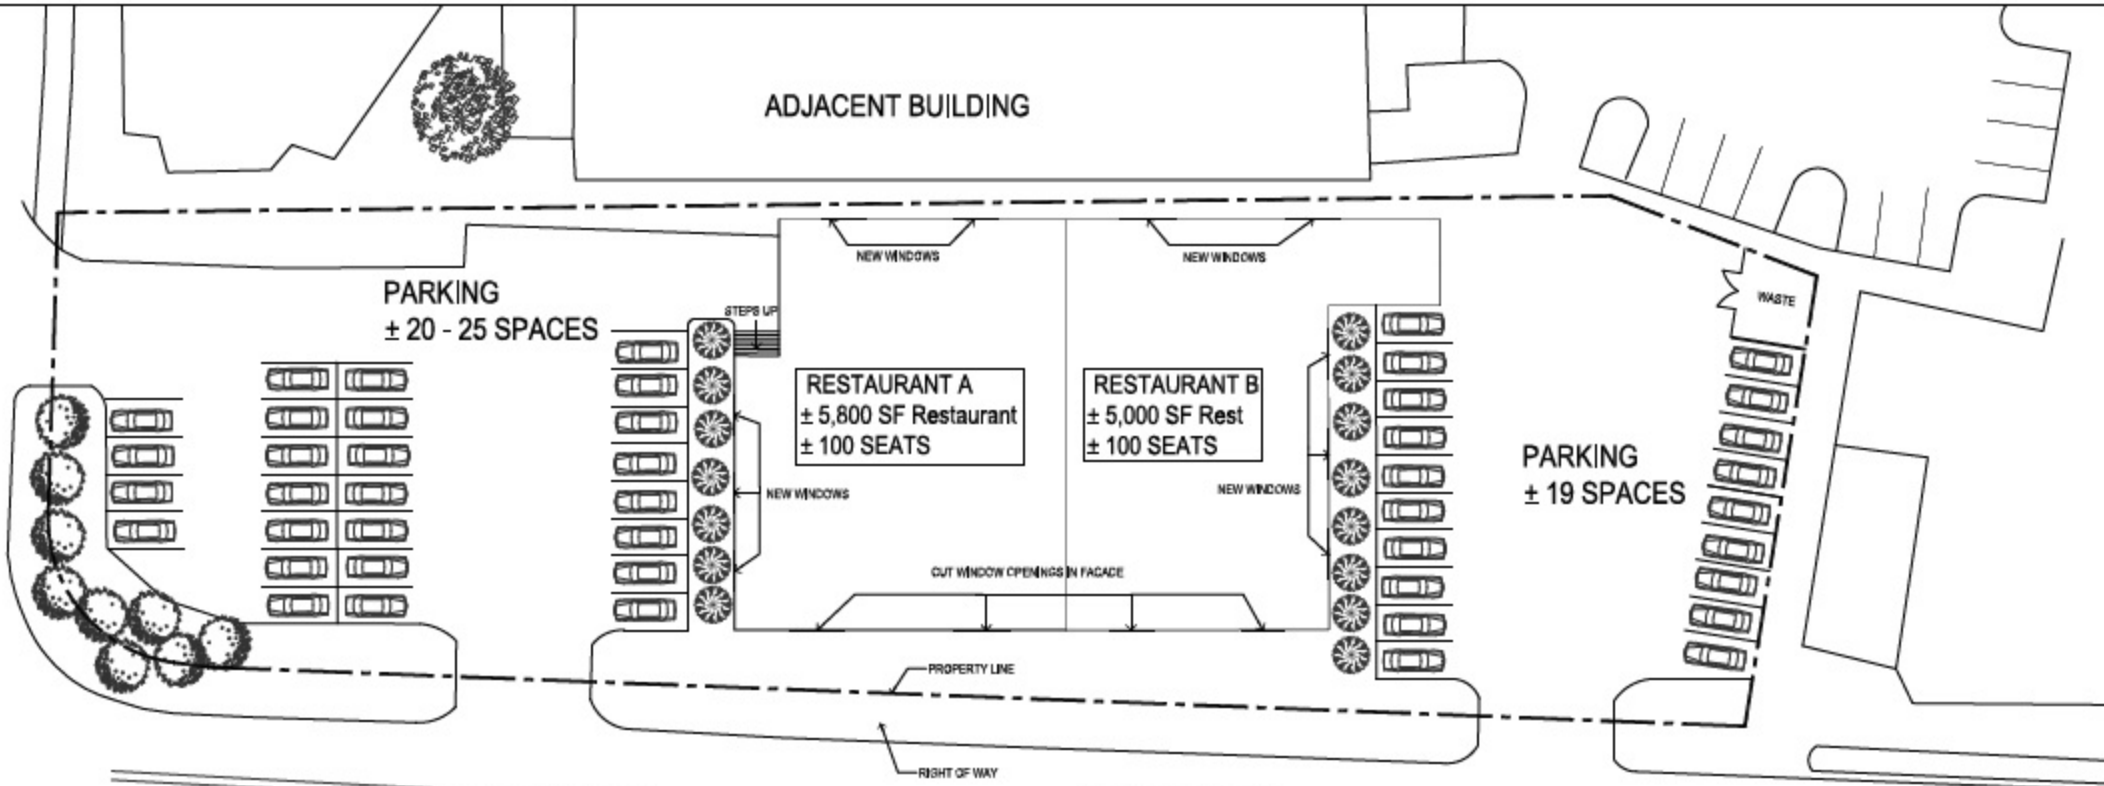 ADJACENT BUILDING
NEW WINDOWS
NEW WINDOWS
PARKING
± 20 - 25 SPACES
STEPS UP
WASTE
RESTAURANT A
± 5,800 SF Restaurant
± 100 SEATS
RESTAURANT B
± 5,000 SF Rest
± 100 SEATS
PARKING
± 19 SPACES
NEW WINDOWS
NEW WINDOWS
CUT WINDOW OPENINGS IN FACADE
PROPERTY LINE
RIGHT OF WAY